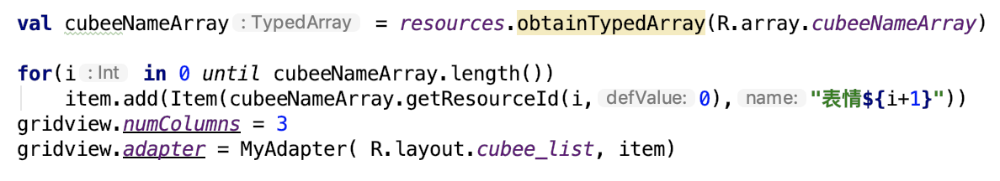 val cubeeNameArray : TypedArray = resources.obtainTypedArray(R.array.cubeeNameArray)
for(i : Int in 0 until cubeeNameArray.length())
item.add(Item(cubeeNameArray.getResourceId(i, defValue: 0), name: "表情${i+1}"))
gridview.numColumns = 3
gridview.adapter = MyAdapter( R.layout.cubee_list, item)